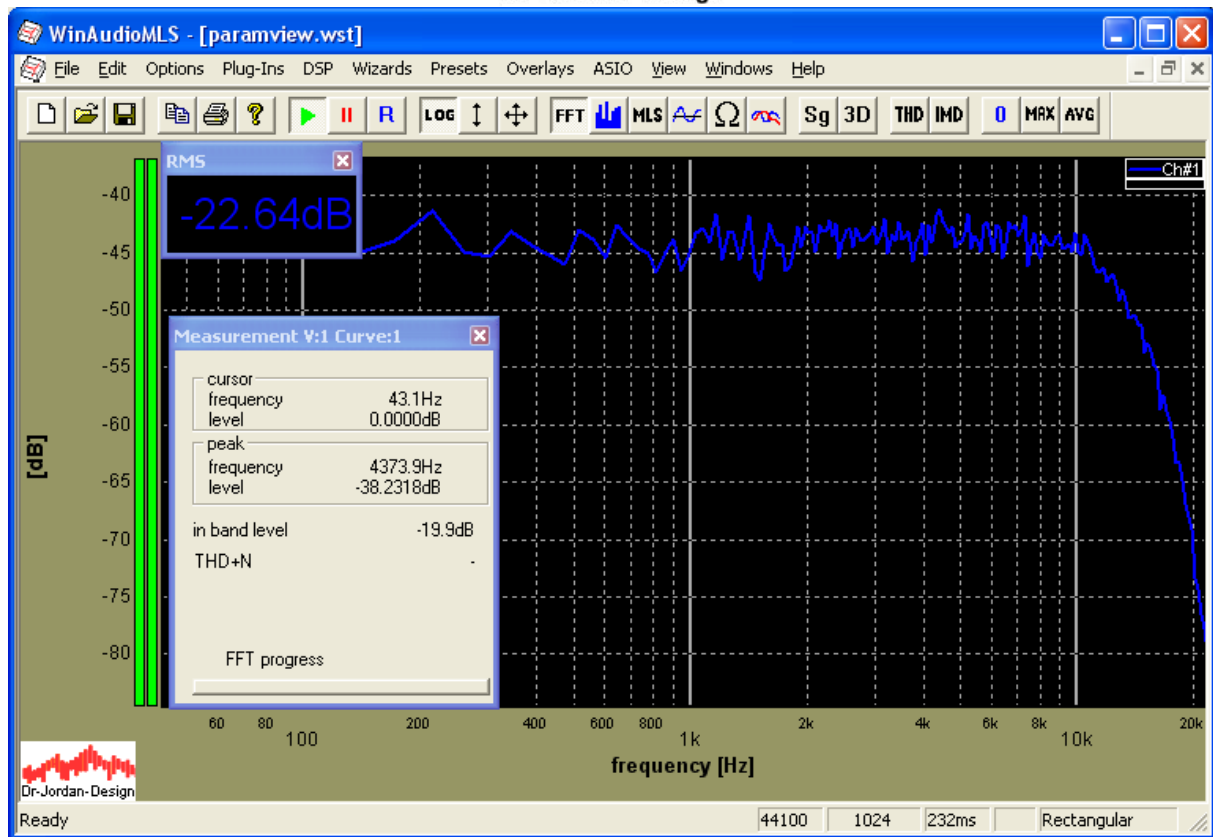 WinAudioMLS - [paramview.wst]
File Edit Options Plug-Ins DSP Wizards Presets Overlays ASIO View Windows Help
R LOG FFT MLS Ω Sg 3D THD IMD 0 MAX AVG
RMS
-22.64dB
Ch#1
-40
-45
-50
-55
-60
-65
-70
-75
-80
[dB]
Measurement V:1 Curve:1
cursor
frequency 43.1Hz
level 0.0000dB
peak
frequency 4373.9Hz
level -38.2318dB
in band level -19.9dB
THD+N -
FFT progress
60 80 200 400 600 800 2k 4k 6k 8k 20k
100 1k 10k
frequency [Hz]
Dr-Jordan-Design
Ready 44100 1024 232ms Rectangular